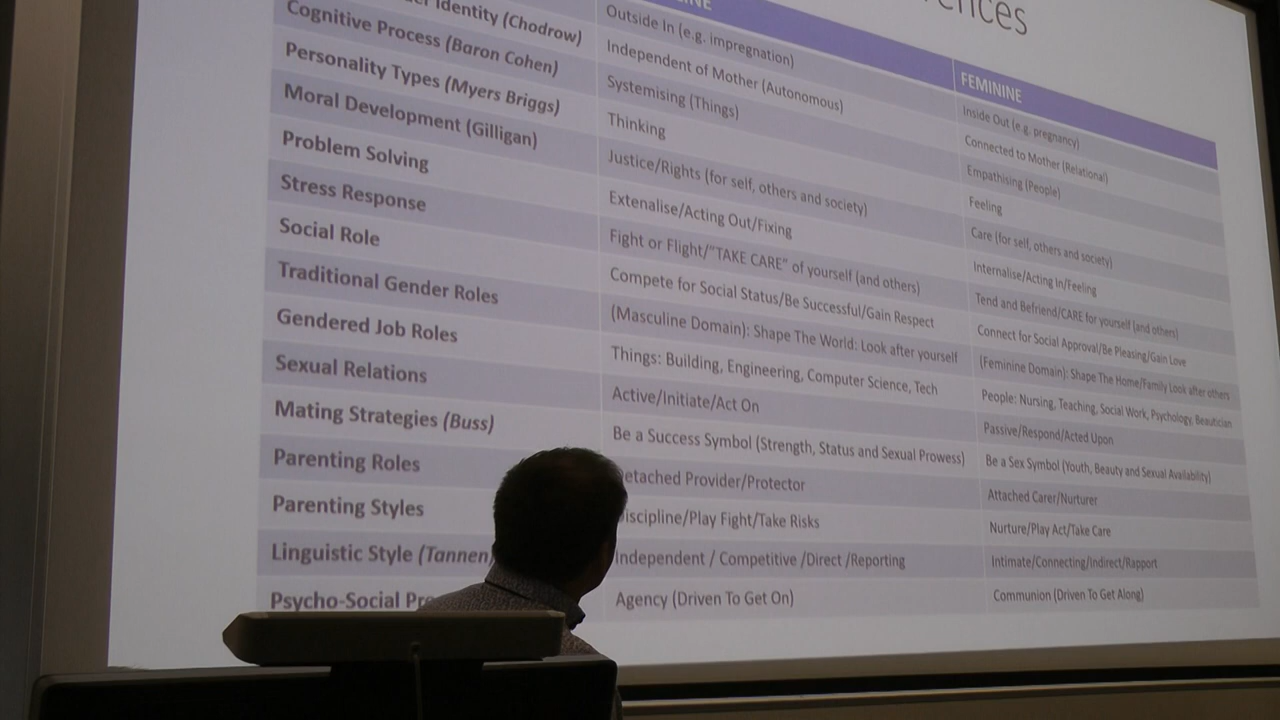 FEMININE
Outside In (e.g. impregnation) Inside Out (e.g. pregnancy)
Identity (Chodrow) Independent of Mother (Autonomous) Connected to Mother (Relational)
Cognitive Process (Baron Cohen) Systemising (Things) Empathising (People)
Personality Types (Myers Briggs) Thinking Feeling
Moral Development (Gilligan) Justice/Rights (for self, others and society) Care (for self, others and society)
Problem Solving Extenalise/Acting Out/Fixing Internalise/Acting In/Feeling
Stress Response Fight or Flight/"TAKE CARE" of yourself (and others) Tend and Befriend/CARE for yourself (and others)
Social Role Compete for Social Status/Be Successful/Gain Respect Connect for Social Approval/Be Pleasing/Gain Love
Traditional Gender Roles (Masculine Domain): Shape The World: Look after yourself (Feminine Domain): Shape The Home/Family Look after others
Gendered Job Roles Things: Building, Engineering, Computer Science, Tech People: Nursing, Teaching, Social Work, Psychology, Beautician
Sexual Relations Active/Initiate/Act On Passive/Respond/Acted Upon
Mating Strategies (Buss) Be a Success Symbol (Strength, Status and Sexual Prowess) Be a Sex Symbol (Youth, Beauty and Sexual Availability)
Parenting Roles etached Provider/Protector Attached Carer/Nurturer
Parenting Styles iscipline/Play Fight/Take Risks Nurture/Play Act/Take Care
Linguistic Style (Tannen) Independent / Competitive /Direct /Reporting Intimate/Connecting/Indirect/Rapport
Psycho-Social Agency (Driven To Get On) Communion (Driven To Get Along)